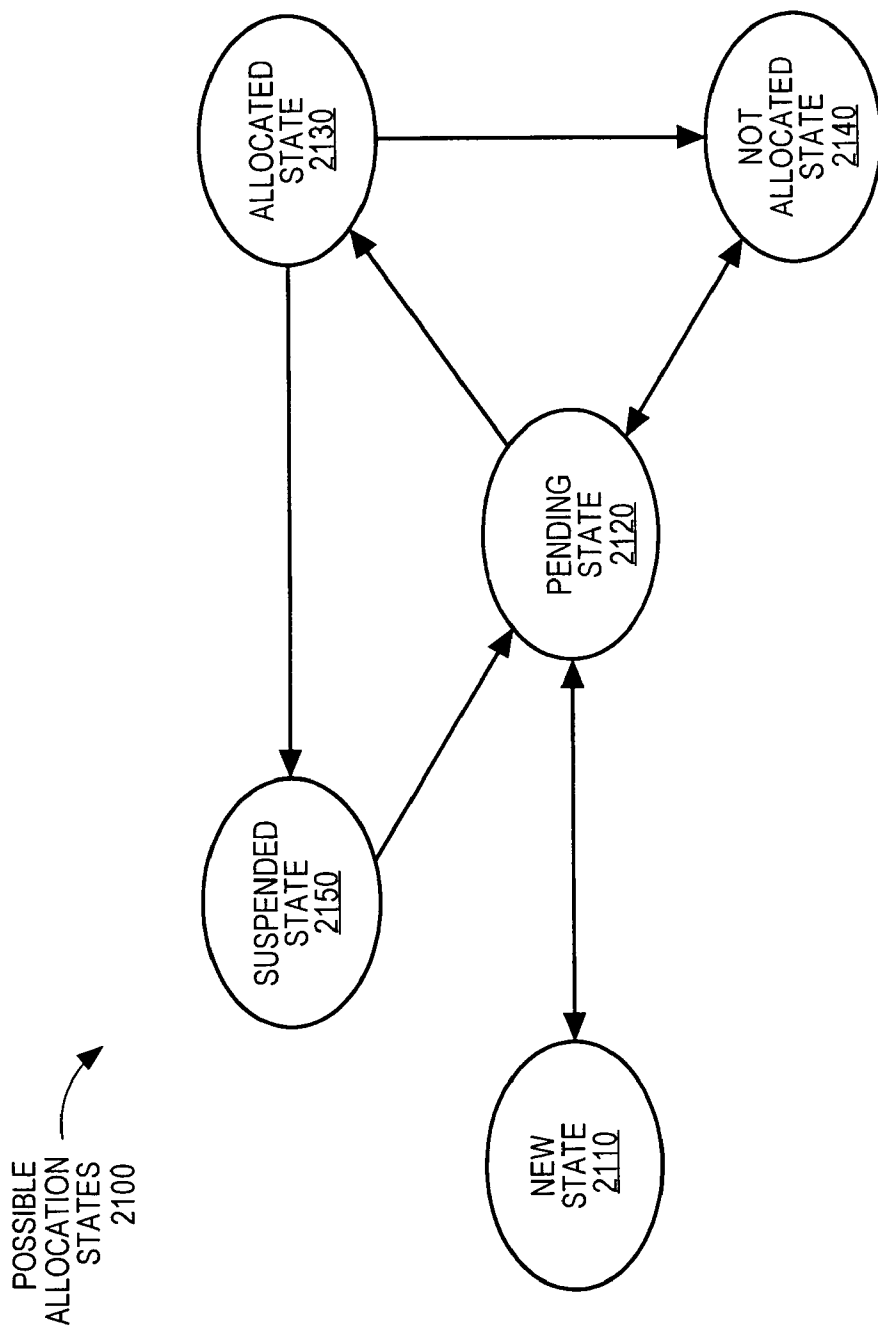 POSSIBLE
ALLOCATION
STATES
2100
SUSPENDED
STATE
2150
ALLOCATED
STATE
2130
NEW
STATE
2110
PENDING
STATE
2120
NOT
ALLOCATED
STATE
2140